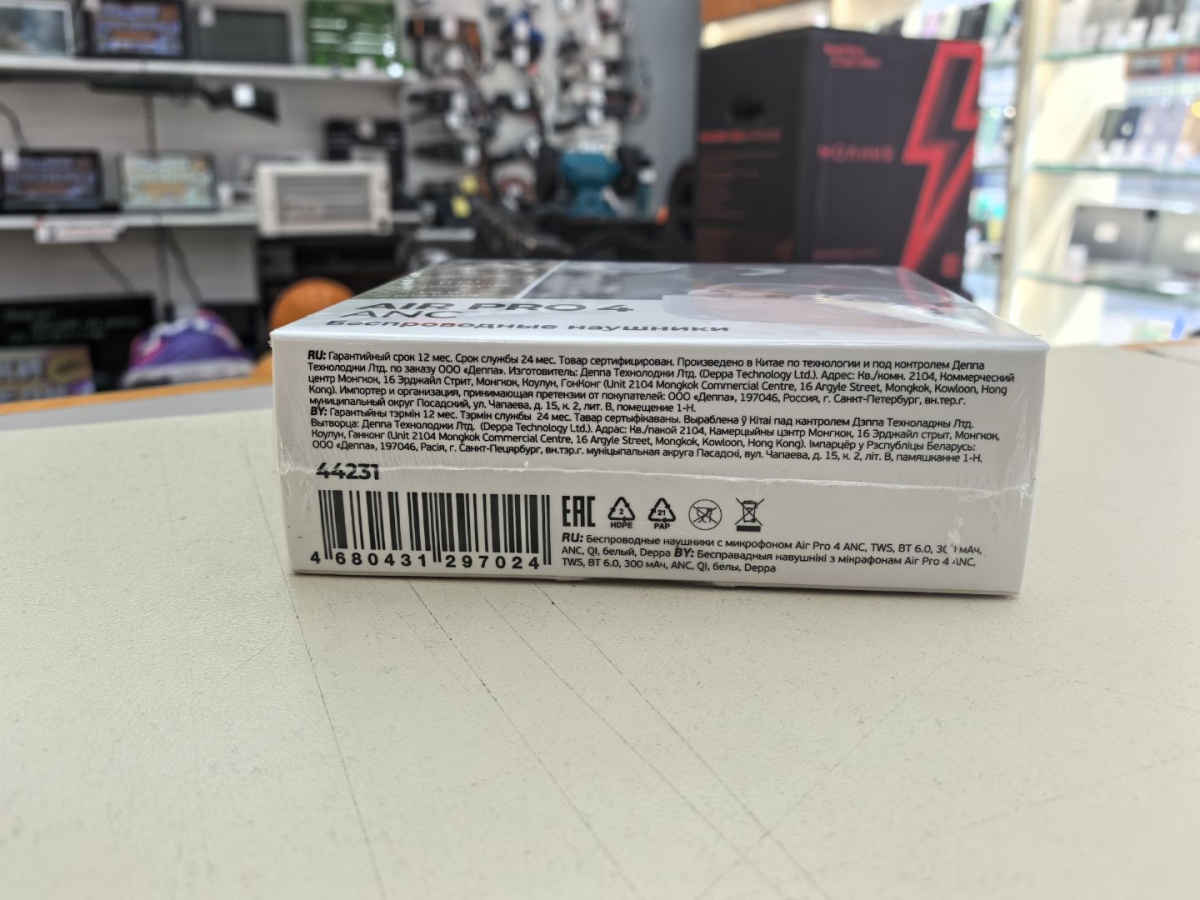 AIR PRO 4
ANC
Беспроводные наушники
RU: Гарантийный срок 12 мес. Срок службы 24 мес. Товар сертифицирован. Произведено в Китае по технологии и под контролем Деппа
Технолоджи Лтд. по заказу ООО «Деппа». Изготовитель: Деппа Технолоджи Лтд. (Deppa Technology Ltd.). Адрес: Кв./комн. 2104, Коммерческий
центр Монгкок, 16 Эрджайл Стрит, Монгкок, Коулун, ГонКонг (Unit 2104 Mongkok Commercial Centre, 16 Argyle Street, Mongkok, Kowloon, Hong
Kong). Импортер и организация, принимающая претензии от покупателей: ООО «Деппа», 197046, Россия, г. Санкт-Петербург, вн.тер.г.
муниципальный округ Посадский, ул. Чапаева, д. 15, к. 2, лит. В, помещение 1-Н.
BY: Гарантыйны тэрмін 12 мес. Тэрмін службы 24 мес. Тавар сертыфікаваны. Выраблена ў Кітаі пад кантролем Дэппа Тэхналаджы Лтд.
Вытворца: Деппа Технолоджи Лтд. (Deppa Technology Ltd.). Адрас: Кв./пакой 2104, Камерцыйны цэнтр Монгкок, 16 Эрджайл стрыт, Монгкок,
Коулун, Ганконг (Unit 2104 Mongkok Commercial Centre, 16 Argyle Street, Mongkok, Kowloon, Hong Kong). Імпарцёр у Рэспубліцы Беларусь:
ООО «Деппа», 197046, Расія, г. Санкт-Пецярбург, вн.тэр.г. муніцыпальная акруга Пасадскі, вул. Чапаева, д. 15, к. 2, літ. В, памяшканне 1-Н.
44231
4 680431 297024
EAC
2 HDPE
21 PAP
RU: Беспроводные наушники с микрофоном Air Pro 4 ANC, TWS, BT 6.0, мАч,
ANC, QI, белый, Deppa BY: Бесправадныя навушнікі з мікрафонам Air Pro 4 ANC,
TWS, BT 6.0, 300 мАч, ANC, QI, белы, Deppa